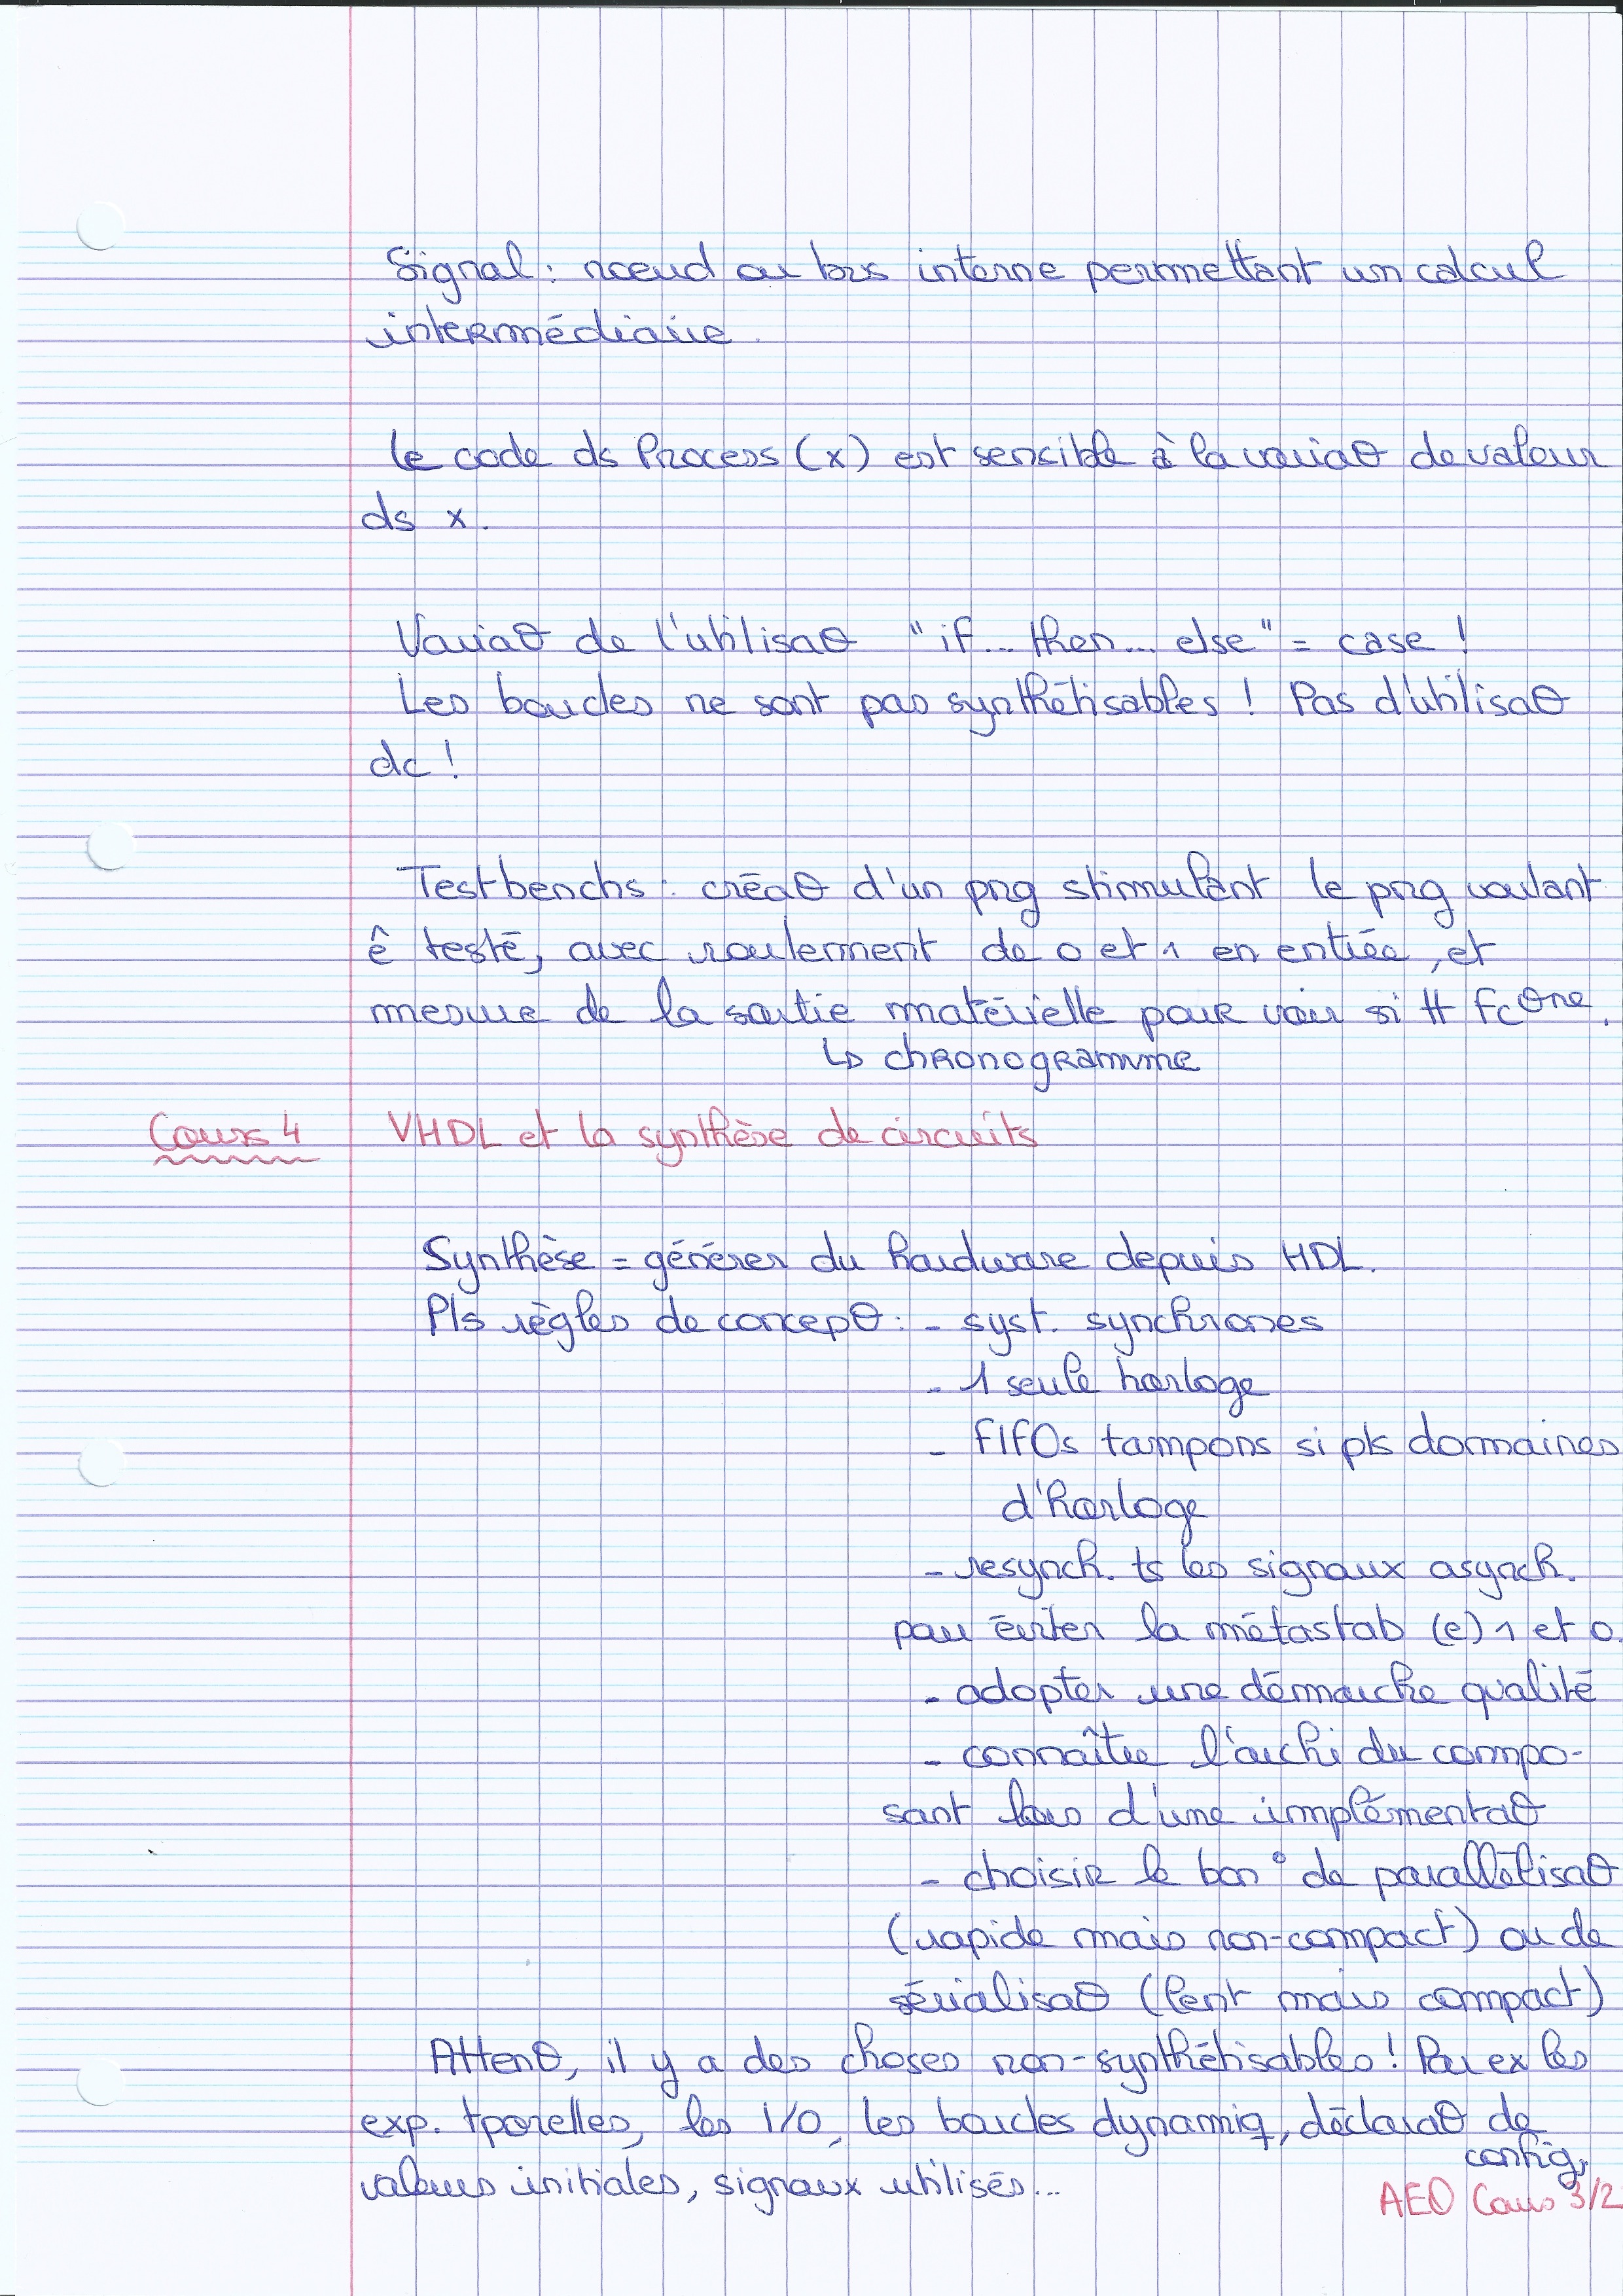 Signal : noeud ou bus interne permettant un calcul
intermédiaire.
Le code ds Process (x) est sensible à la variaθ de valeur
ds x.
Variaθ de l'utilisaθ "if... then... else" = case !
Les boucles ne sont pas synthétisables ! Pas d'utilisaθ
dc !
Testbenchs : créaθ d'un prg stimulant le prg voulant
ê testé, avec roulement de 0 et 1 en entrée, et
mesure de la sortie matérielle pour voir si # fcθne.
↳ chronogramme
Cours 4 VHDL et la synthèse de circuits
Synthèse = générer du hardware depuis HDL.
Pls règles de concepθ : - syst. synchrones
- 1 seule horloge
- FIFOs tampons si pls domaines
d'horloge
- resynch. ts les signaux asynch.
pour éviter la métastab (e) 1 et 0.
- adopter une démarche qualité
- connaître l'archi du compo-
sant lors d'une implémentaθ
- choisir le bon ° de parallélisaθ
(rapide mais non-compact) ou de
sérialisaθ (lent mais compact)
Attenθ, il y a des choses non-synthétisables ! Par ex les
exp. tporelles, les I/O, les boucles dynamiq, déclaraθ de
config,
valeurs initiales, signaux utilisés...
AEO Cours 3/2